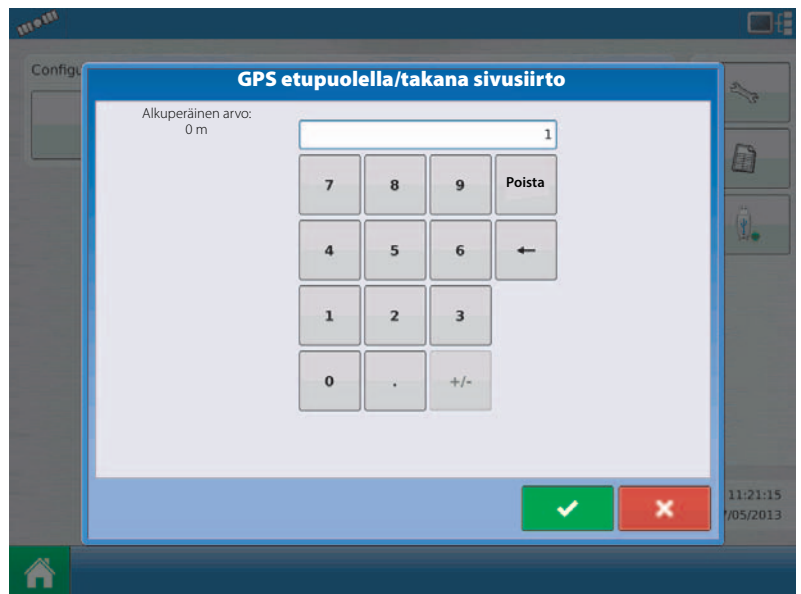 Configu
GPS etupuolella/takana sivusiirto
Alkuperäinen arvo:
0 m
1
7 8 9 Poista
4 5 6 ←
1 2 3
0 . +/-
11:21:15
/05/2013